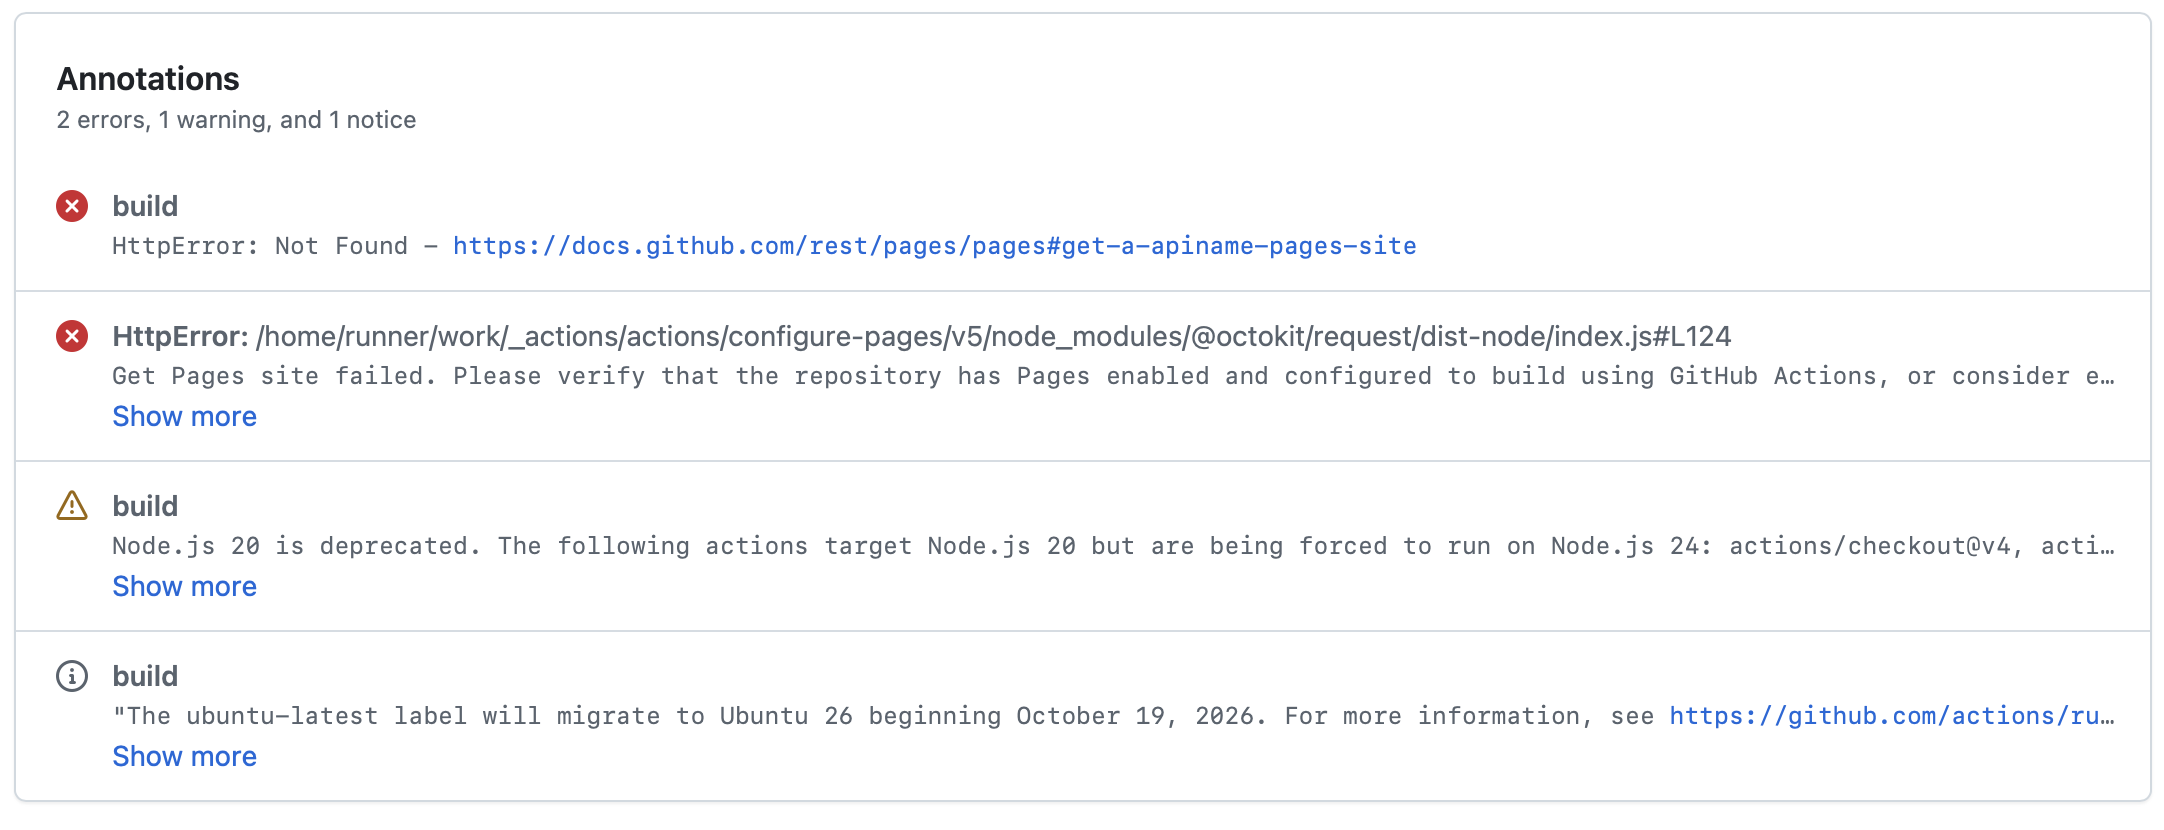 Annotations
2 errors, 1 warning, and 1 notice
build
HttpError: Not Found - https://docs.github.com/rest/pages/pages#get-a-apiname-pages-site
HttpError: /home/runner/work/_actions/actions/configure-pages/v5/node_modules/@octokit/request/dist-node/index.js#L124
Get Pages site failed. Please verify that the repository has Pages enabled and configured to build using GitHub Actions, or consider e…
Show more
build
Node.js 20 is deprecated. The following actions target Node.js 20 but are being forced to run on Node.js 24: actions/checkout@v4, acti…
Show more
build
"The ubuntu-latest label will migrate to Ubuntu 26 beginning October 19, 2026. For more information, see https://github.com/actions/ru…
Show more